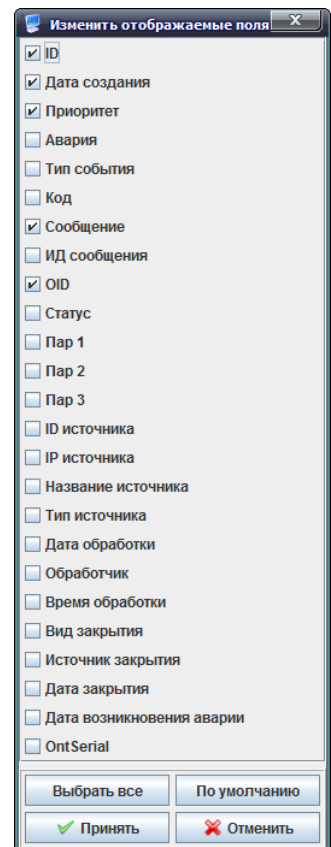 Изменить отображаемые поля
ID
Дата создания
Приоритет
Авария
Тип события
Код
Сообщение
ИД сообщения
OID
Статус
Пар 1
Пар 2
Пар 3
ID источника
IP источника
Название источника
Тип источника
Дата обработки
Обработчик
Время обработки
Вид закрытия
Источник закрытия
Дата закрытия
Дата возникновения аварии
OntSerial
Выбрать все По умолчанию
Принять Отменить